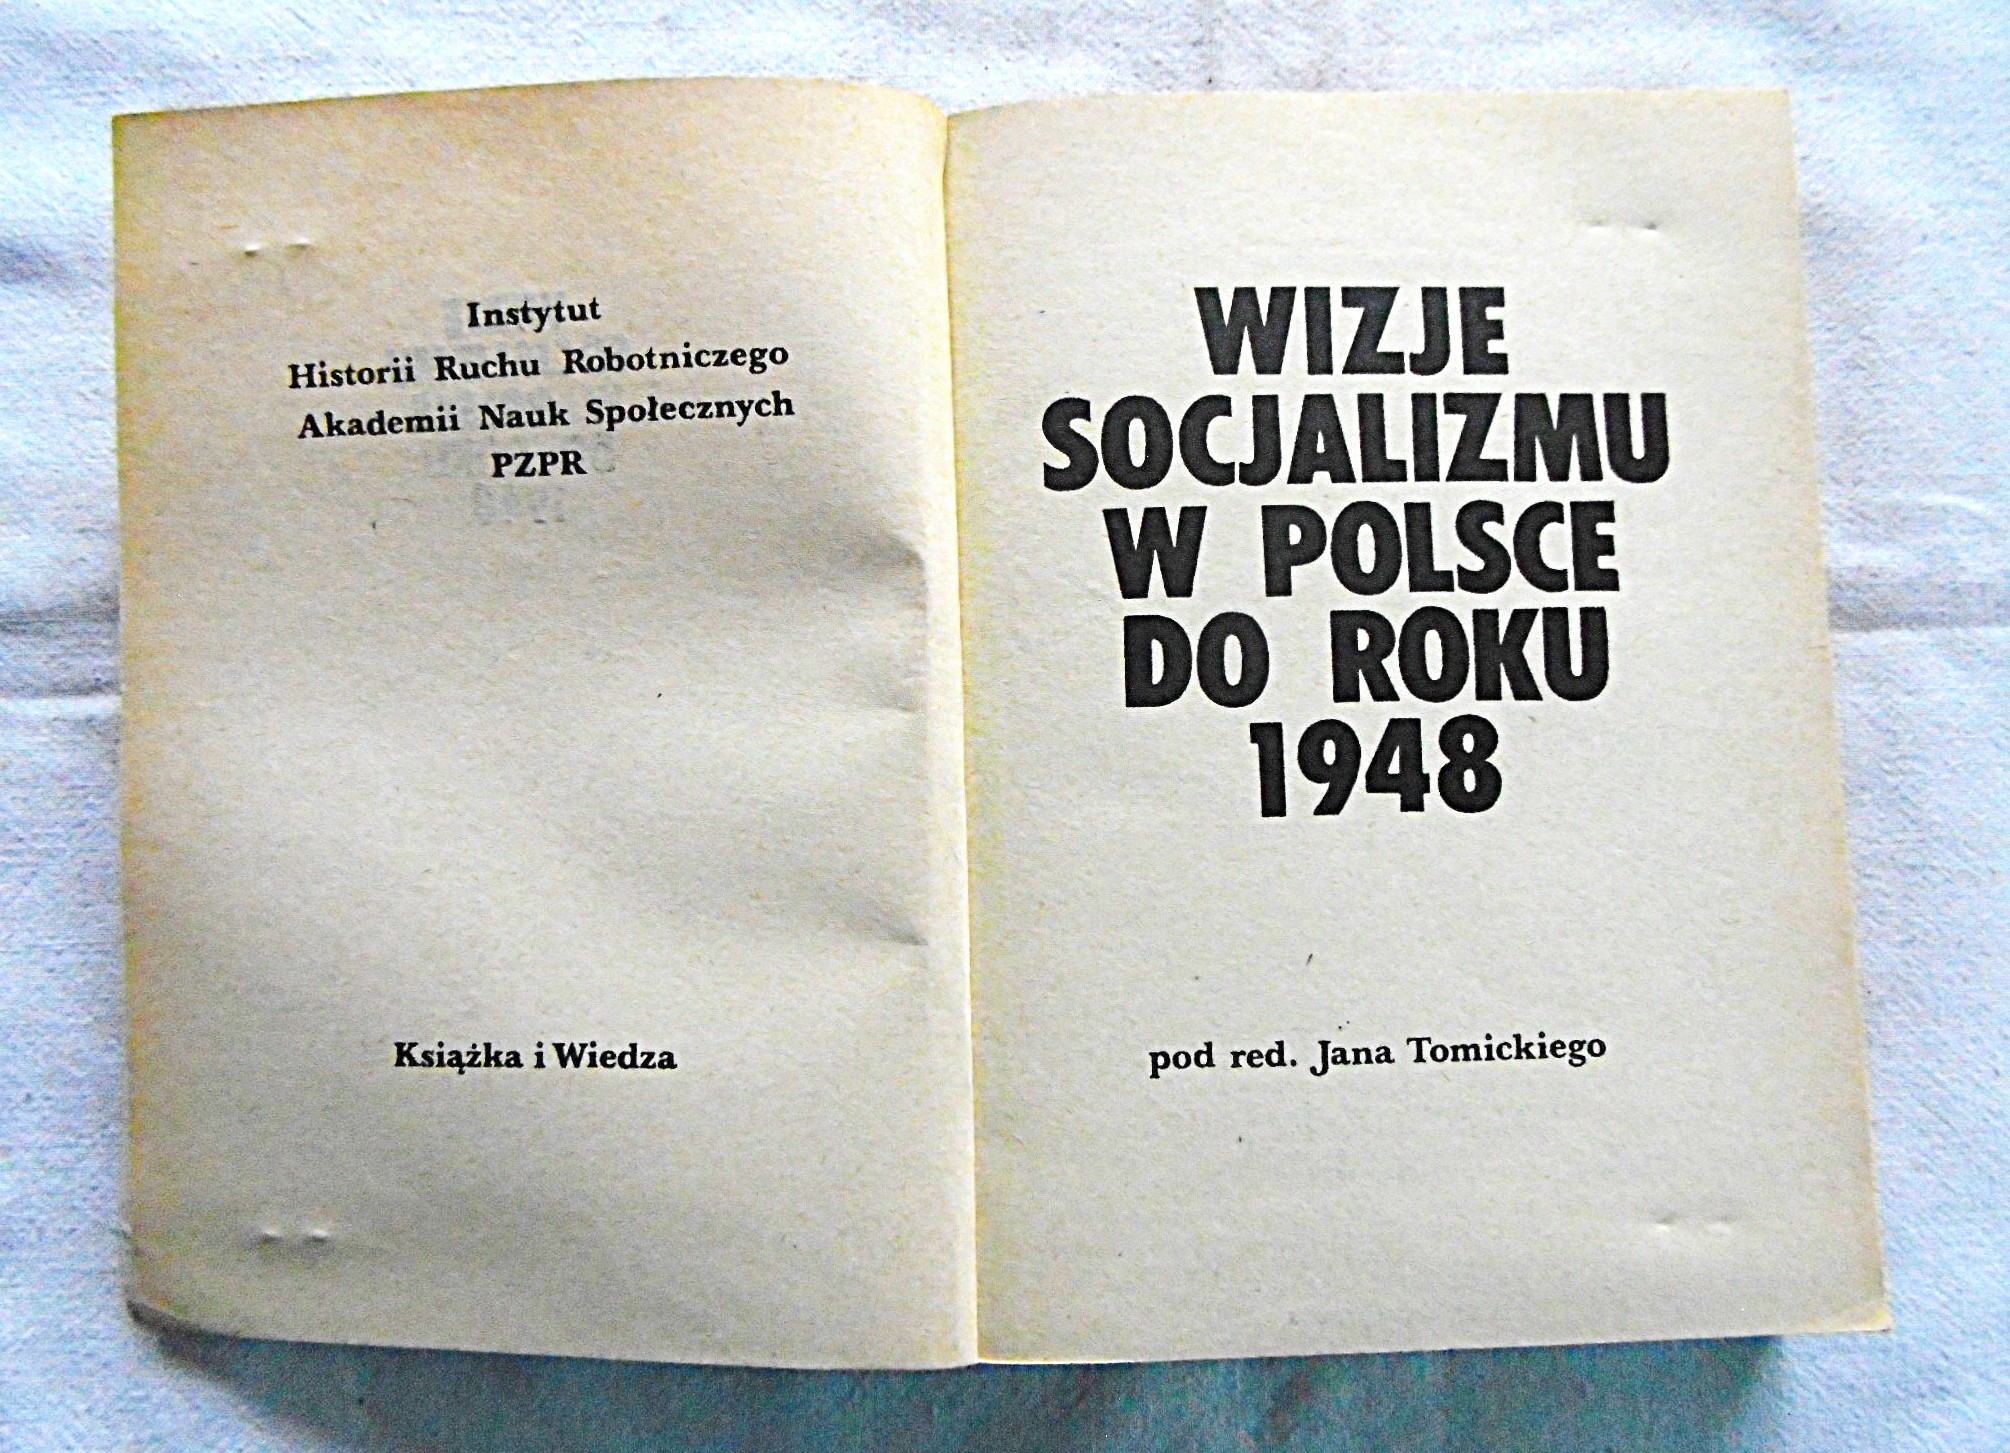 Instytut
Historii Ruchu Robotniczego
Akademii Nauk Społecznych
PZPR
Książka i Wiedza
WIZJE
SOCJALIZMU
W POLSCE
DO ROKU
1948
pod red. Jana Tomickiego